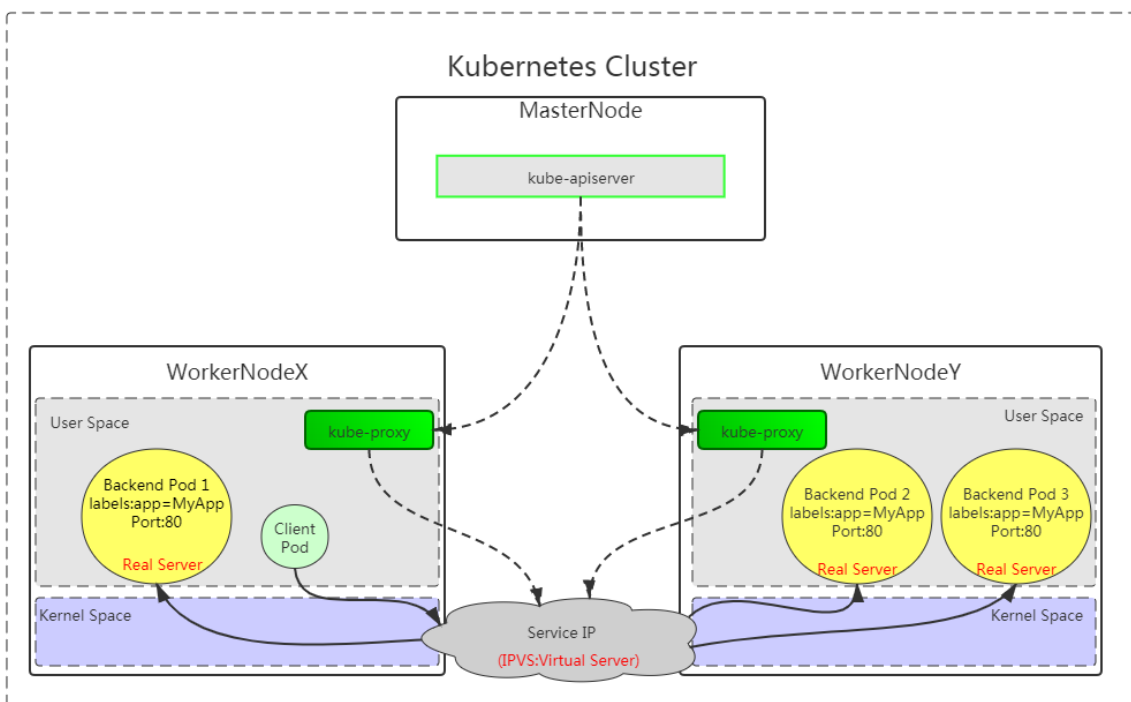 Kubernetes Cluster
MasterNode
kube-apiserver
WorkerNodeX
User Space
kube-proxy
Backend Pod 1
labels:app=MyApp
Port:80
Real Server
Client
Pod
Kernel Space
WorkerNodeY
User Space
kube-proxy
Backend Pod 2
labels:app=MyApp
Port:80
Real Server
Backend Pod 3
labels:app=MyApp
Port:80
Real Server
Kernel Space
Service IP
(IPVS:Virtual Server)